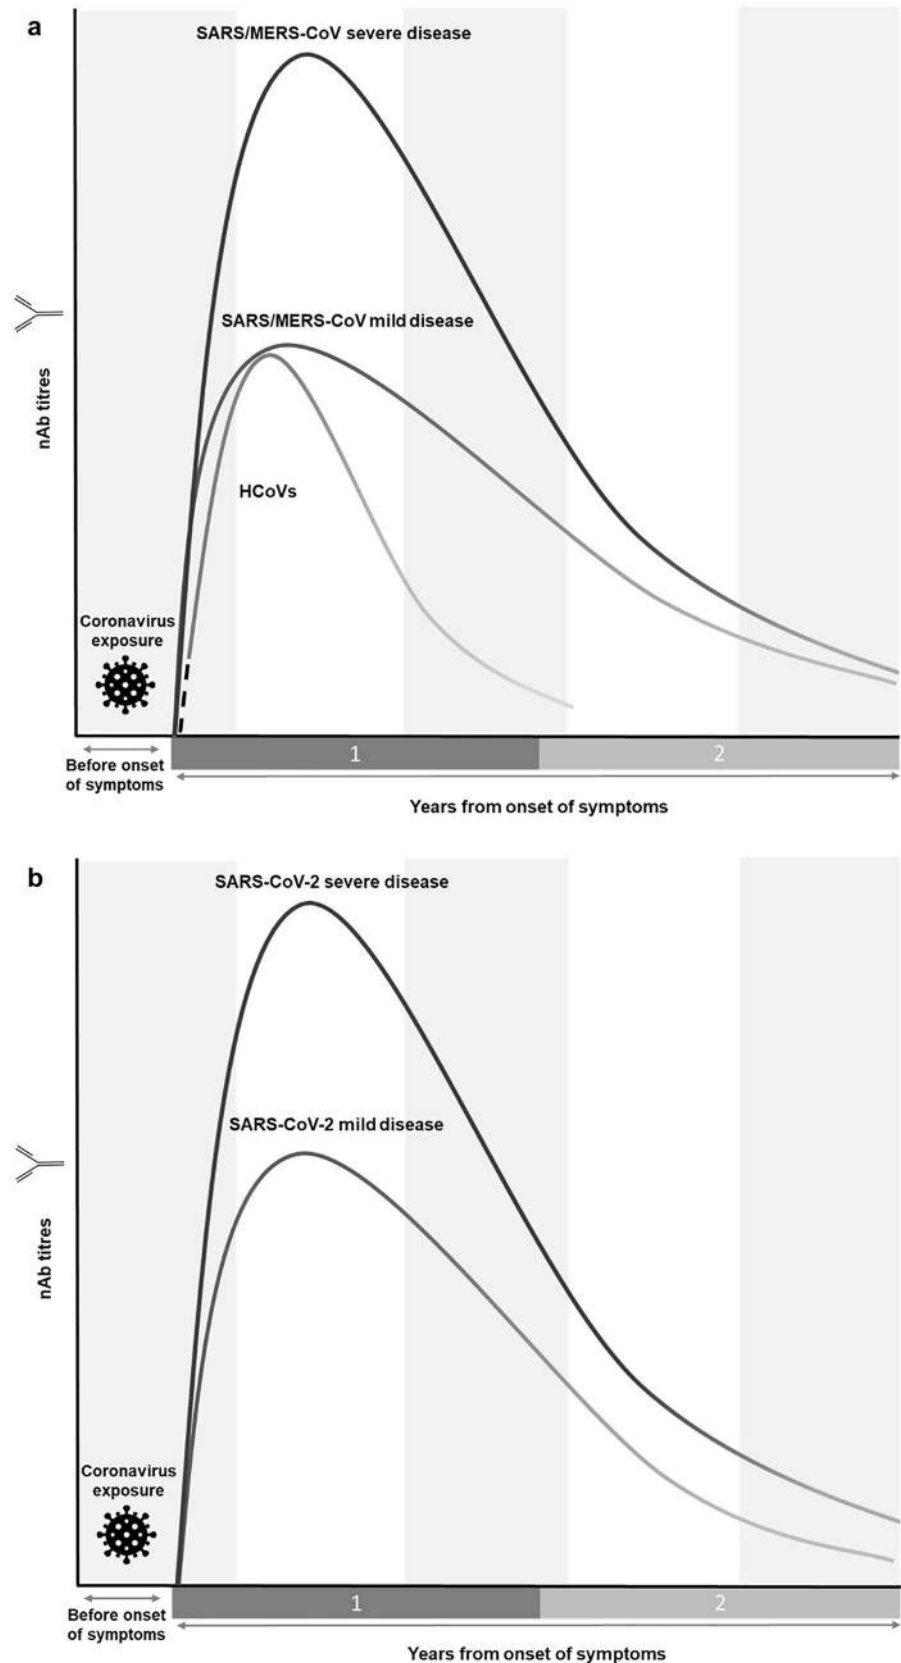 a
SARS/MERS-CoV severe disease
SARS/MERS-CoV mild disease
nAb titres
HCoVs
Coronavirus
exposure
1
2
Before onset
of symptoms
Years from onset of symptoms
b
SARS-CoV-2 severe disease
SARS-CoV-2 mild disease
nAb titres
Coronavirus
exposure
1
2
Before onset
of symptoms
Years from onset of symptoms